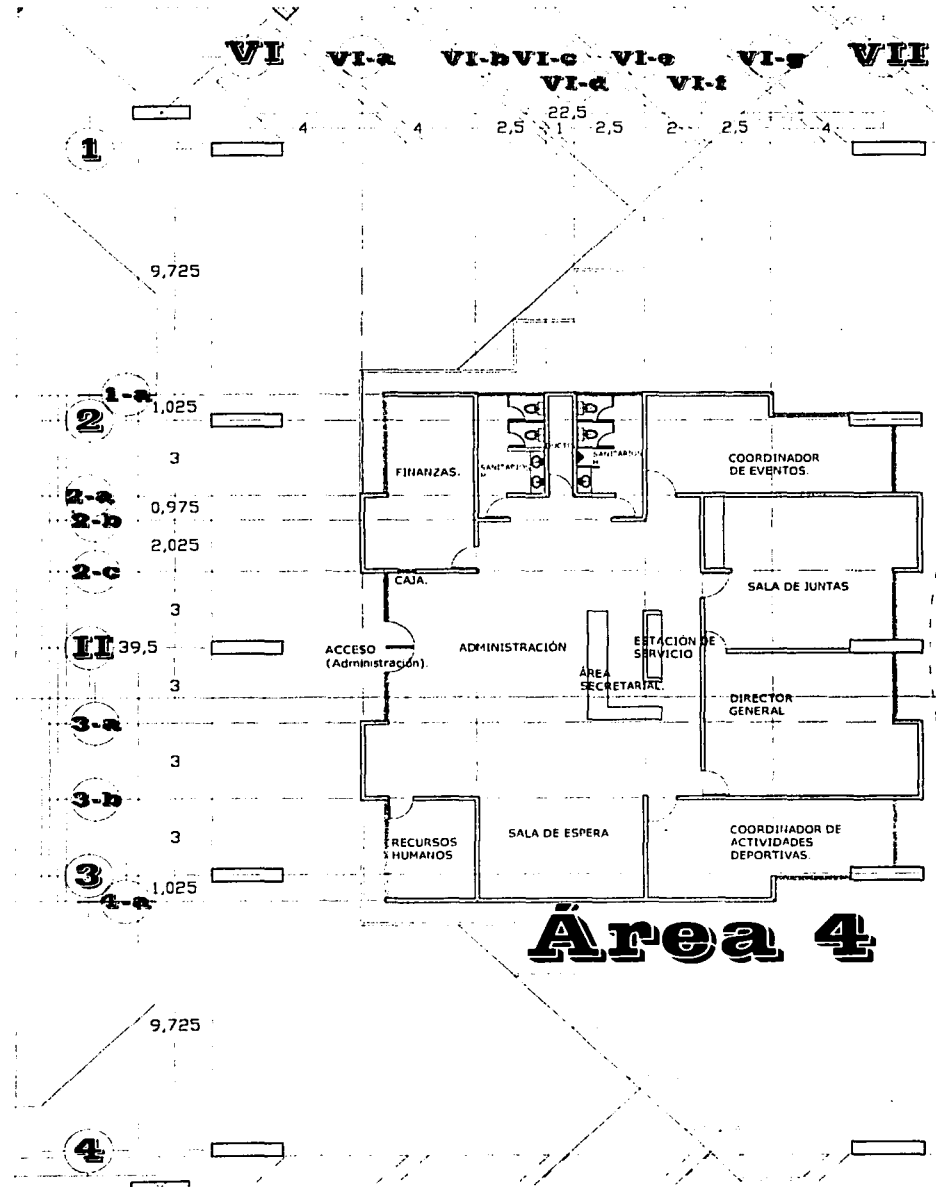 VI VI-a VI-b VI-c VI-e VI-g VII
VI-d VI-f
22,5
4 4 2,5 1 2,5 2 2,5 4
1
9,725
1-a
1,025
2
3
FINANZAS.
COORDINADOR
DE EVENTOS.
SANITARIOS
M
DUCTO
SANITARIOS
H
2-a
0,975
2-b
2,025
2-c
CAJA.
SALA DE JUNTAS
3
II 39,5
ACCESO
(Administración).
ADMINISTRACIÓN
ESTACIÓN DE
SERVICIO
ÁREA
SECRETARIAL.
3
DIRECTOR
GENERAL
3-a
3
3-b
3
RECURSOS
HUMANOS
SALA DE ESPERA
COORDINADOR DE
ACTIVIDADES
DEPORTIVAS.
3
1,025
4-a
Área 4
9,725
4